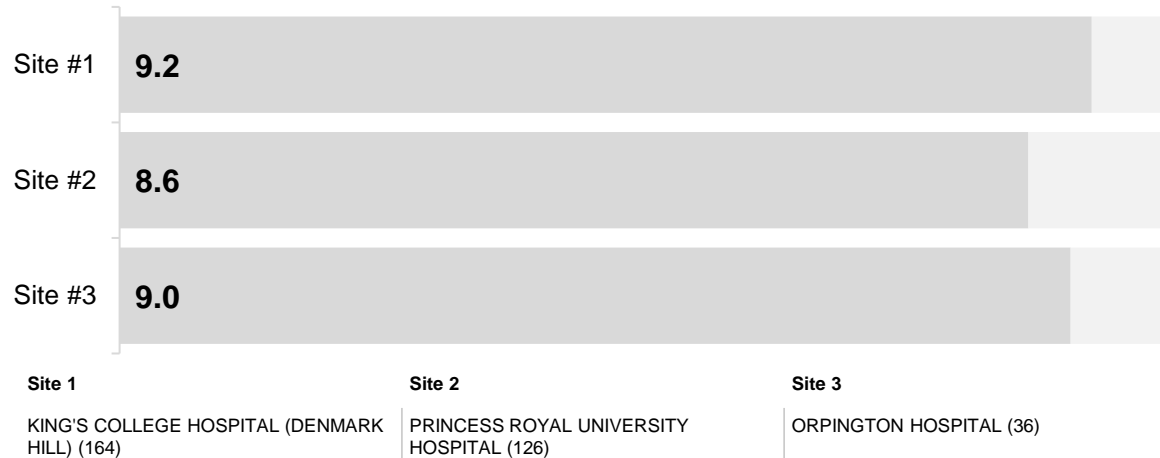 Site #1 9.2
Site #2 8.6
Site #3 9.0
Site 1
KING'S COLLEGE HOSPITAL (DENMARK
HILL) (164)
Site 2
PRINCESS ROYAL UNIVERSITY
HOSPITAL (126)
Site 3
ORPINGTON HOSPITAL (36)